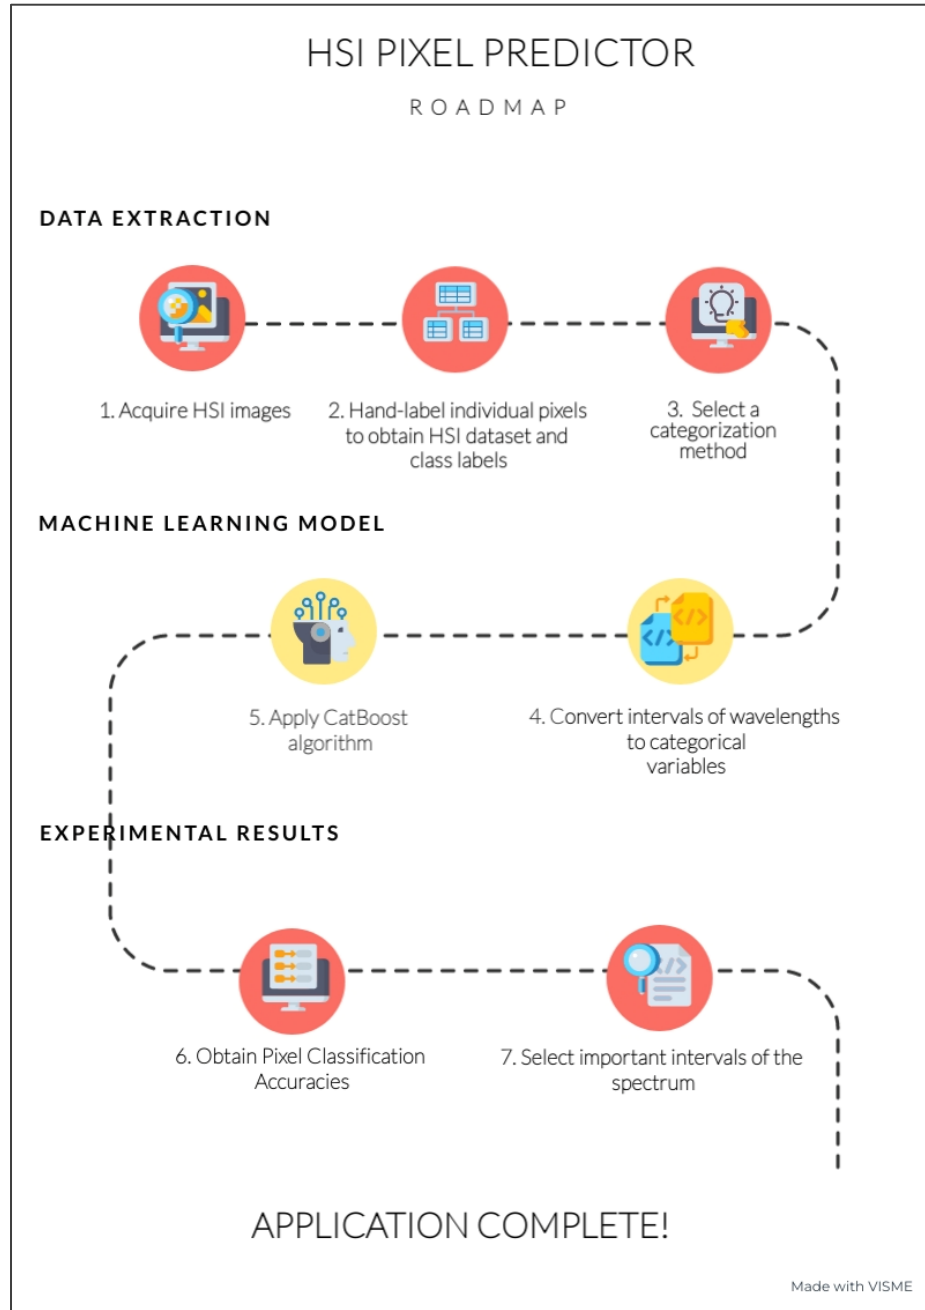 HSI PIXEL PREDICTOR
ROADMAP
DATA EXTRACTION
1. Acquire HSI images
2. Hand-label individual pixels
to obtain HSI dataset and
class labels
3. Select a
categorization
method
MACHINE LEARNING MODEL
5. Apply CatBoost
algorithm
4. Convert intervals of wavelengths
to categorical
variables
EXPERIMENTAL RESULTS
6. Obtain Pixel Classification
Accuracies
7. Select important intervals of the
spectrum
APPLICATION COMPLETE!
Made with VISME